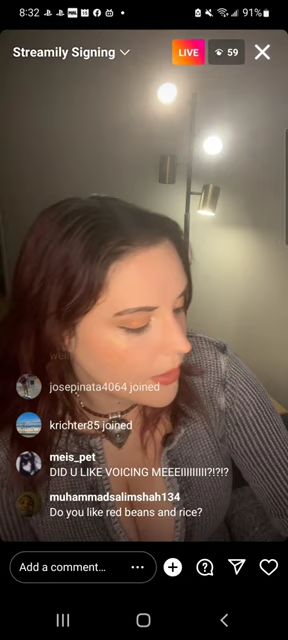 8:32 91%
Streamily Signing LIVE 59
josepinata4064 joined
krichter85 joined
meis_pet
DID U LIKE VOICING MEEEIIIIIIIII?!?!?
muhammadsalimshah134
Do you like red beans and rice?
Add a comment...